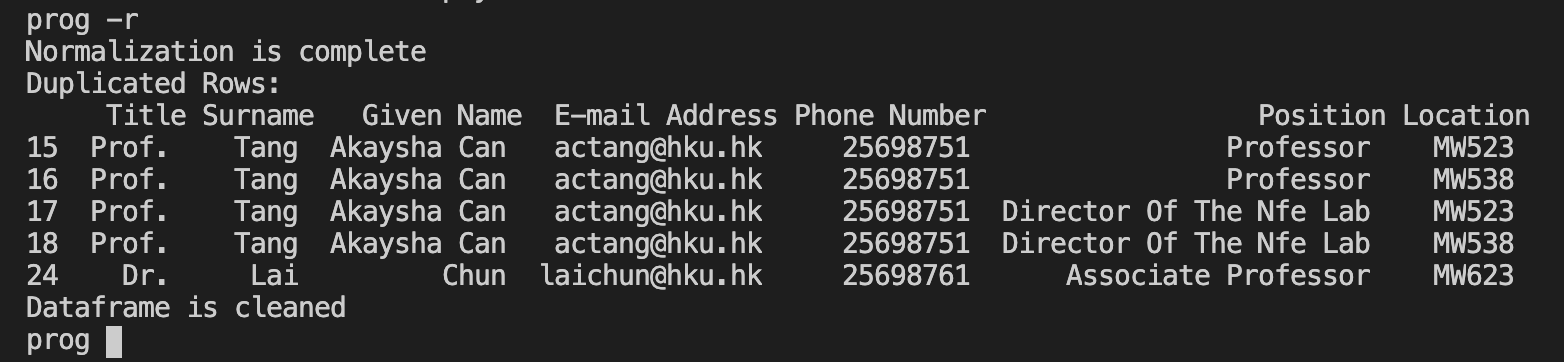 prog -r
Normalization is complete
Duplicated Rows:
Title Surname Given Name E-mail Address Phone Number Position Location
15 Prof. Tang Akaysha Can actang@hku.hk 25698751 Professor MW523
16 Prof. Tang Akaysha Can actang@hku.hk 25698751 Professor MW538
17 Prof. Tang Akaysha Can actang@hku.hk 25698751 Director Of The Nfe Lab MW523
18 Prof. Tang Akaysha Can actang@hku.hk 25698751 Director Of The Nfe Lab MW538
24 Dr. Lai Chun laichun@hku.hk 25698761 Associate Professor MW623
Dataframe is cleaned
prog